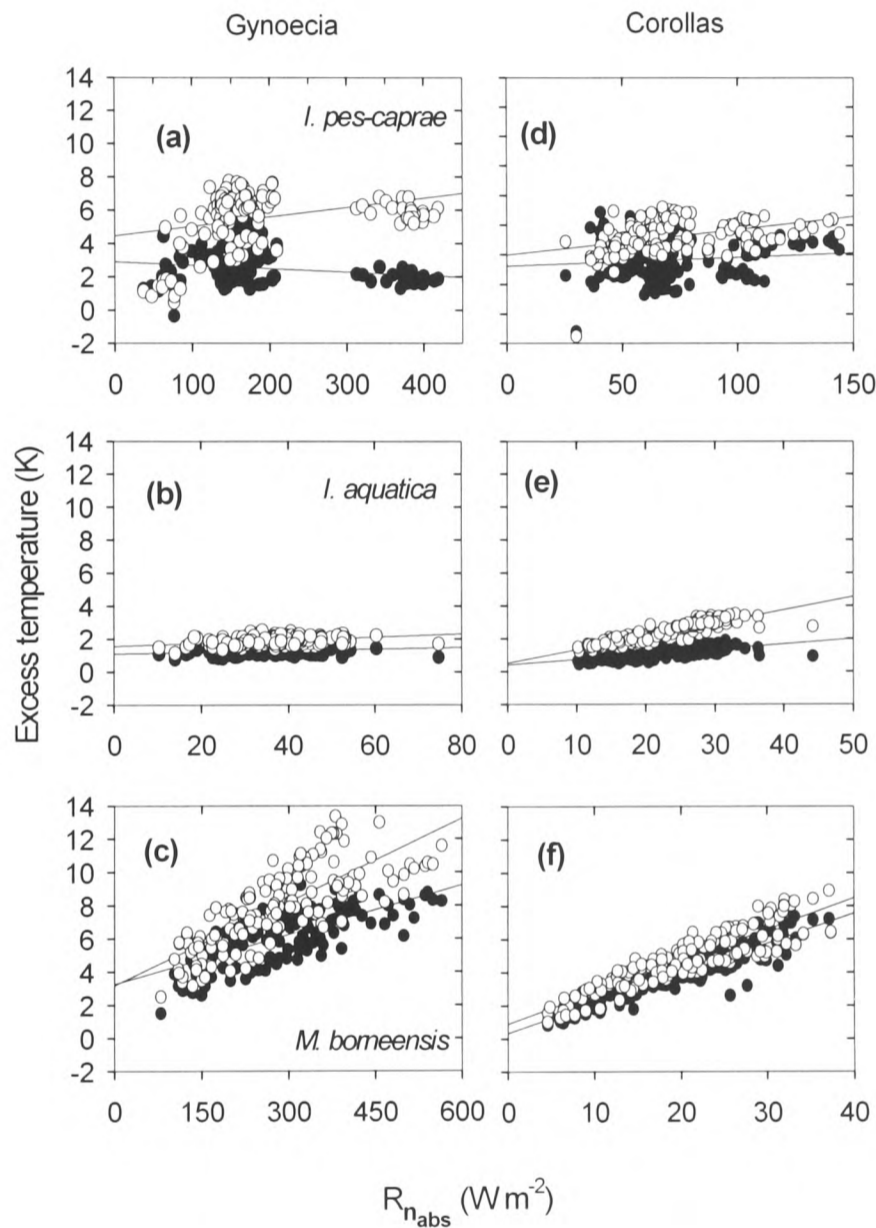 Gynoecia
Corollas
14
12
10
8
6
4
2
0
-2
(a)
I. pes-caprae
(d)
0 100 200 300 400
50 100 150
14
12
10
8
6
4
2
0
-2
(b)
I. aquatica
(e)
0 20 40 60 80
0 10 20 30 40 50
14
12
10
8
6
4
2
0
-2
(c)
M. borneensis
(f)
0 150 300 450 600
0 10 20 30 40
Excess temperature (K)
Rnabs (W m-2)